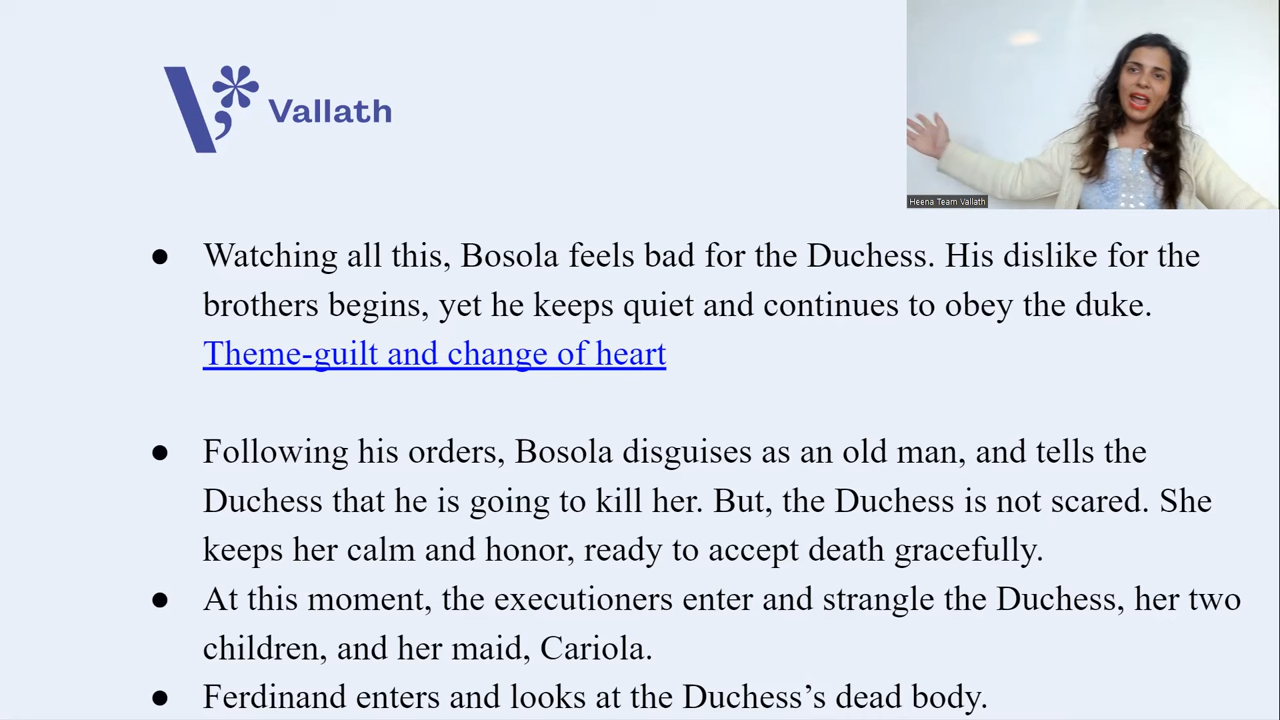 Vallath
Heena Team Vallath
● Watching all this, Bosola feels bad for the Duchess. His dislike for the
brothers begins, yet he keeps quiet and continues to obey the duke.
Theme-guilt and change of heart
● Following his orders, Bosola disguises as an old man, and tells the
Duchess that he is going to kill her. But, the Duchess is not scared. She
keeps her calm and honor, ready to accept death gracefully.
● At this moment, the executioners enter and strangle the Duchess, her two
children, and her maid, Cariola.
● Ferdinand enters and looks at the Duchess’s dead body.